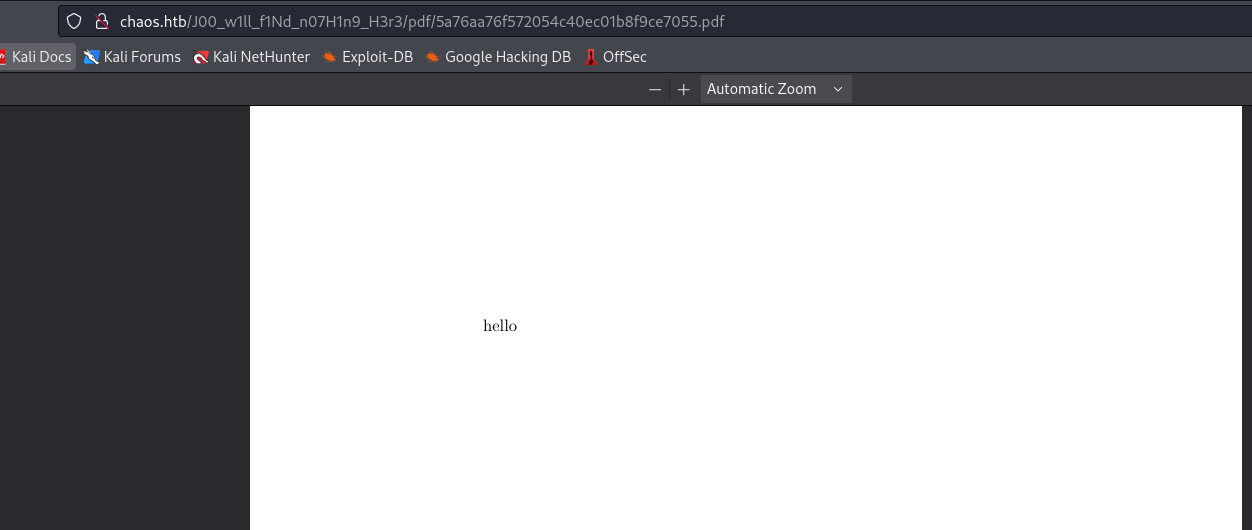 chaos.htb/J00_w1ll_f1Nd_n07H1n9_H3r3/pdf/5a76aa76f572054c40ec01b8f9ce7055.pdf
Kali Docs Kali Forums Kali NetHunter Exploit-DB Google Hacking DB OffSec
Automatic Zoom
hello